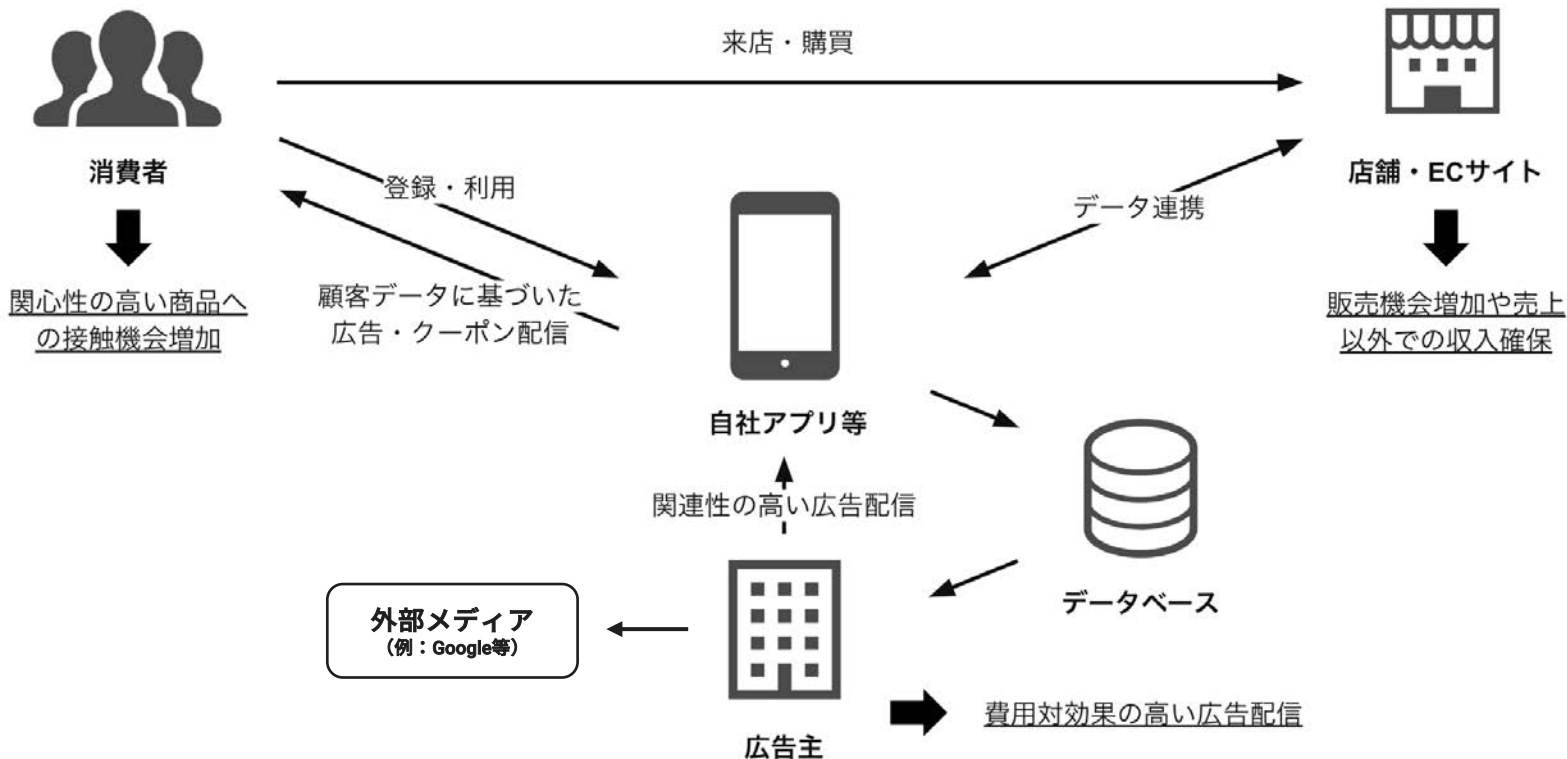 来店・購買
消費者
店舗・ECサイト
登録・利用
データ連携
関心性の高い商品へ
の接触機会増加
顧客データに基づいた
広告・クーポン配信
販売機会増加や売上
以外での収入確保
自社アプリ等
関連性の高い広告配信
データベース
外部メディア
（例：Google等）
費用対効果の高い広告配信
広告主